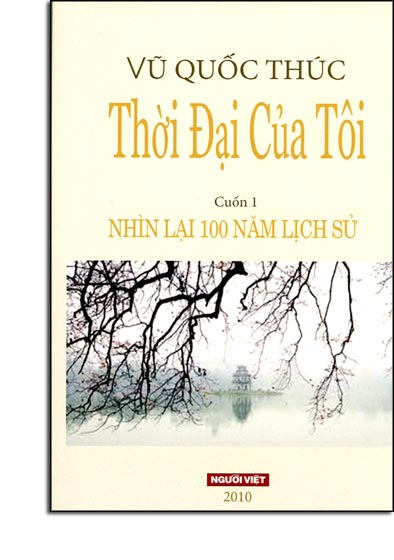 VŨ QUỐC THÚC
Thời Đại Của Tôi
Cuốn 1
NHÌN LẠI 100 NĂM LỊCH SỬ
NGƯỜI VIỆT
2010